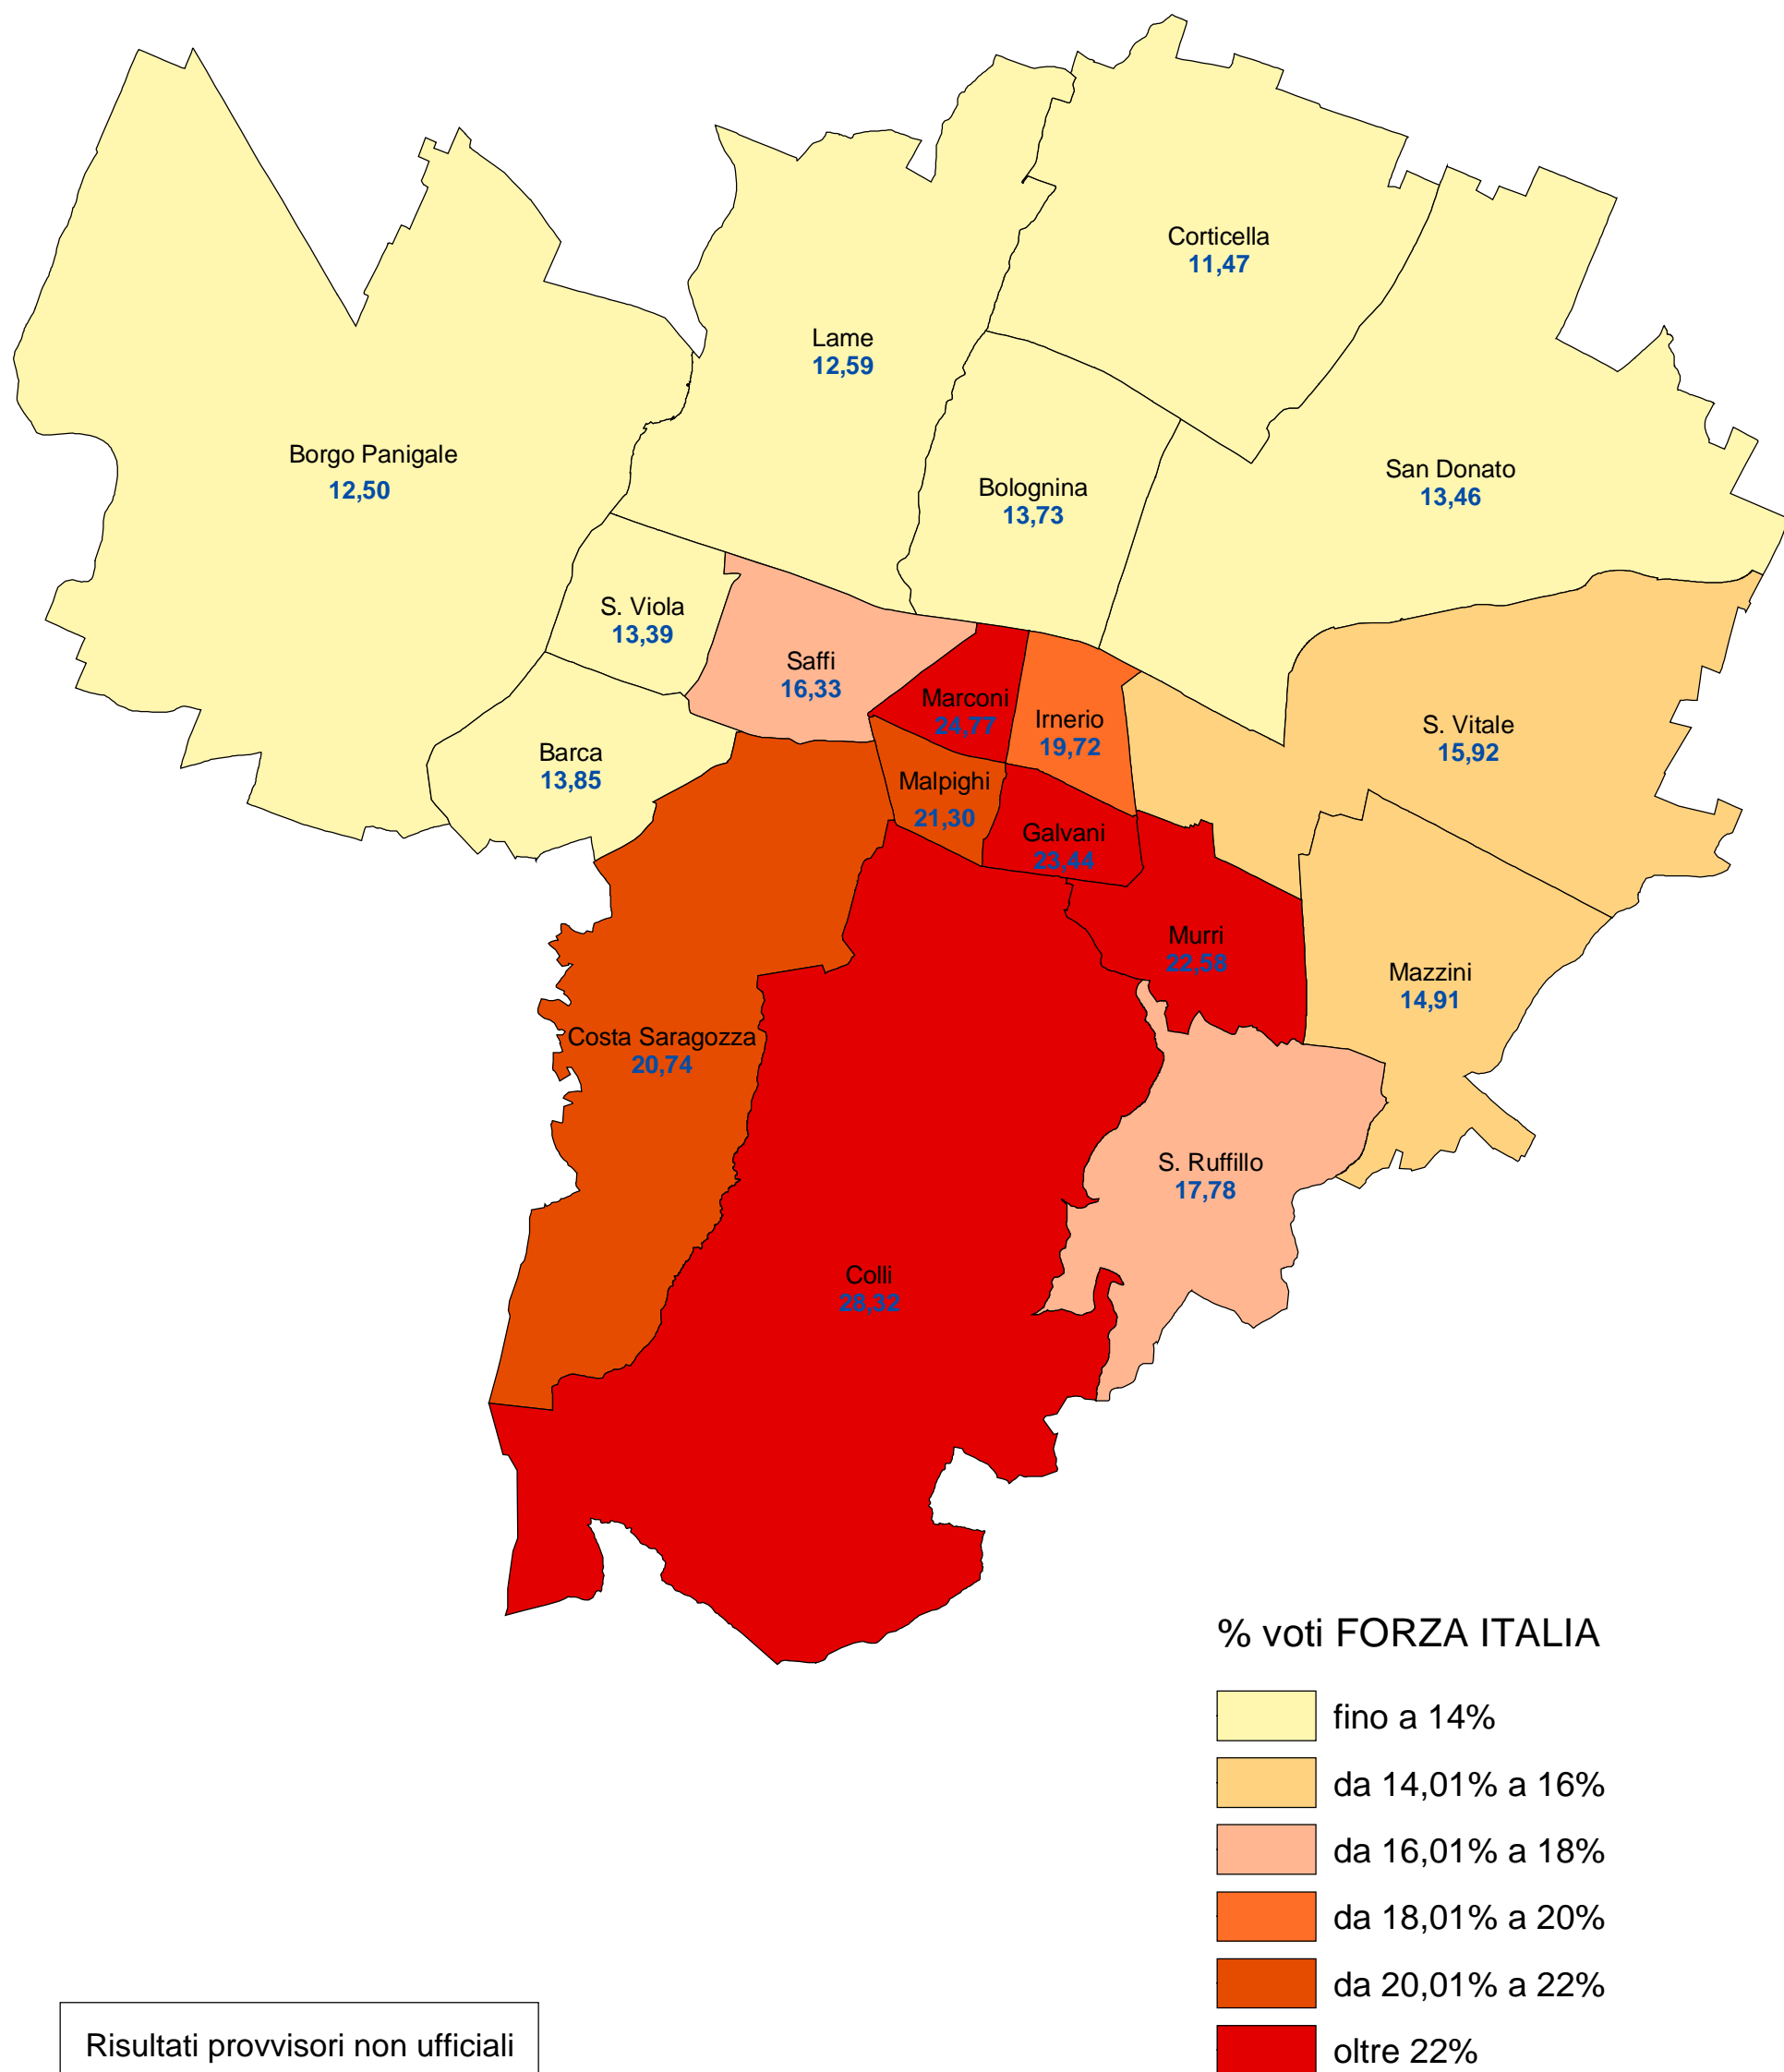 Corticella
11,47
Lame
12,59
Borgo Panigale
12,50
San Donato
13,46
Bolognina
13,73
S. Viola
13,39
Saffi
16,33
Marconi
24,77
Irnerio
19,72
S. Vitale
15,92
Barca
13,85
Malpighi
21,30
Galvani
23,44
Murri
22,58
Mazzini
14,91
Costa Saragozza
20,74
S. Ruffillo
17,78
Colli
28,32
% voti FORZA ITALIA
fino a 14%
da 14,01% a 16%
da 16,01% a 18%
da 18,01% a 20%
da 20,01% a 22%
oltre 22%
Risultati provvisori non ufficiali